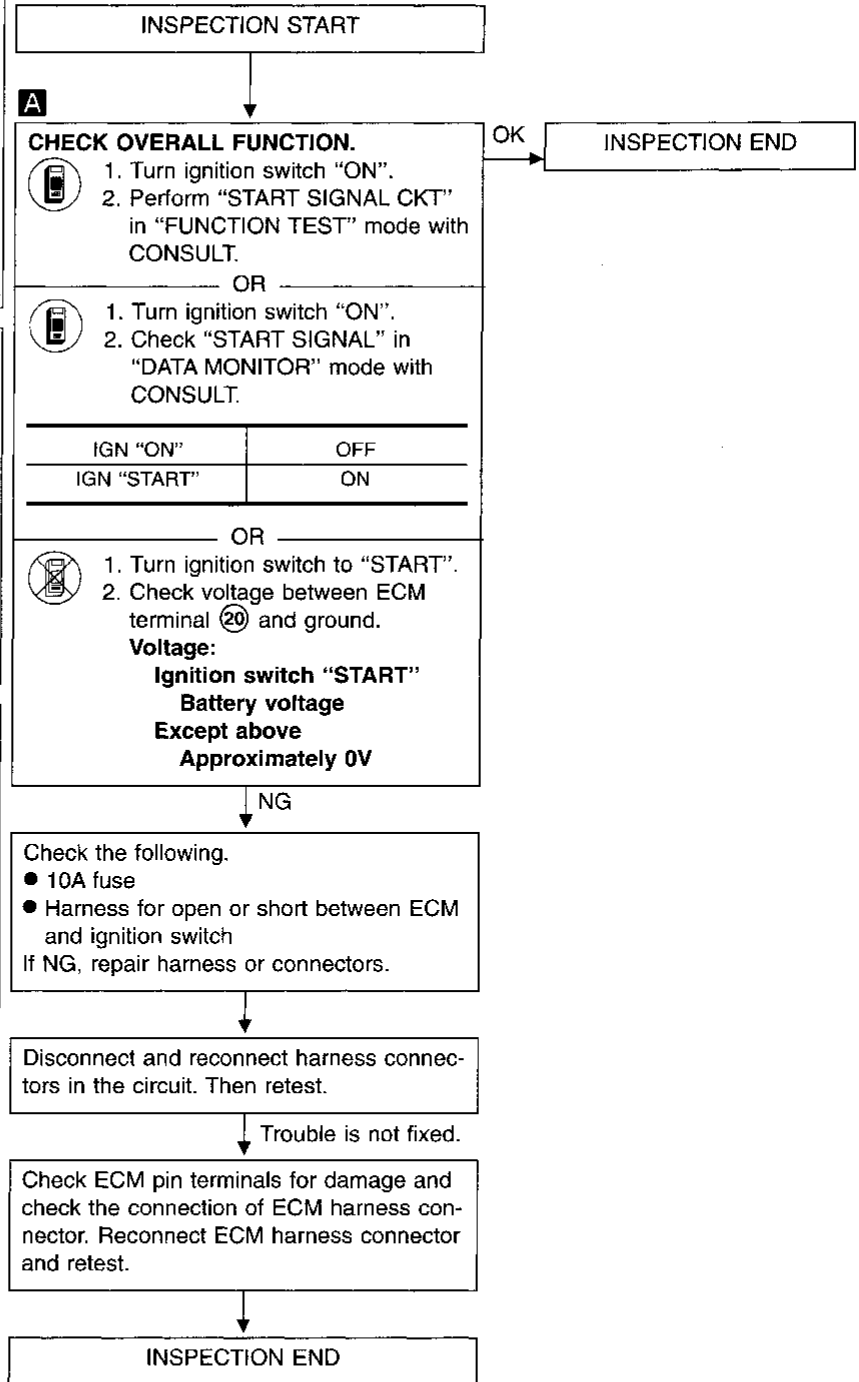 INSPECTION START
A
CHECK OVERALL FUNCTION.
1. Turn ignition switch “ON”.
2. Perform “START SIGNAL CKT”
in “FUNCTION TEST” mode with
CONSULT.
OK
INSPECTION END
OR
1. Turn ignition switch “ON”.
2. Check “START SIGNAL” in
“DATA MONITOR” mode with
CONSULT.
IGN “ON” OFF
IGN “START” ON
OR
1. Turn ignition switch to “START”.
2. Check voltage between ECM
terminal 20 and ground.
Voltage:
Ignition switch “START”
Battery voltage
Except above
Approximately 0V
NG
Check the following.
● 10A fuse
● Harness for open or short between ECM
and ignition switch
If NG, repair harness or connectors.
Disconnect and reconnect harness connec-
tors in the circuit. Then retest.
Trouble is not fixed.
Check ECM pin terminals for damage and
check the connection of ECM harness con-
nector. Reconnect ECM harness connector
and retest.
INSPECTION END